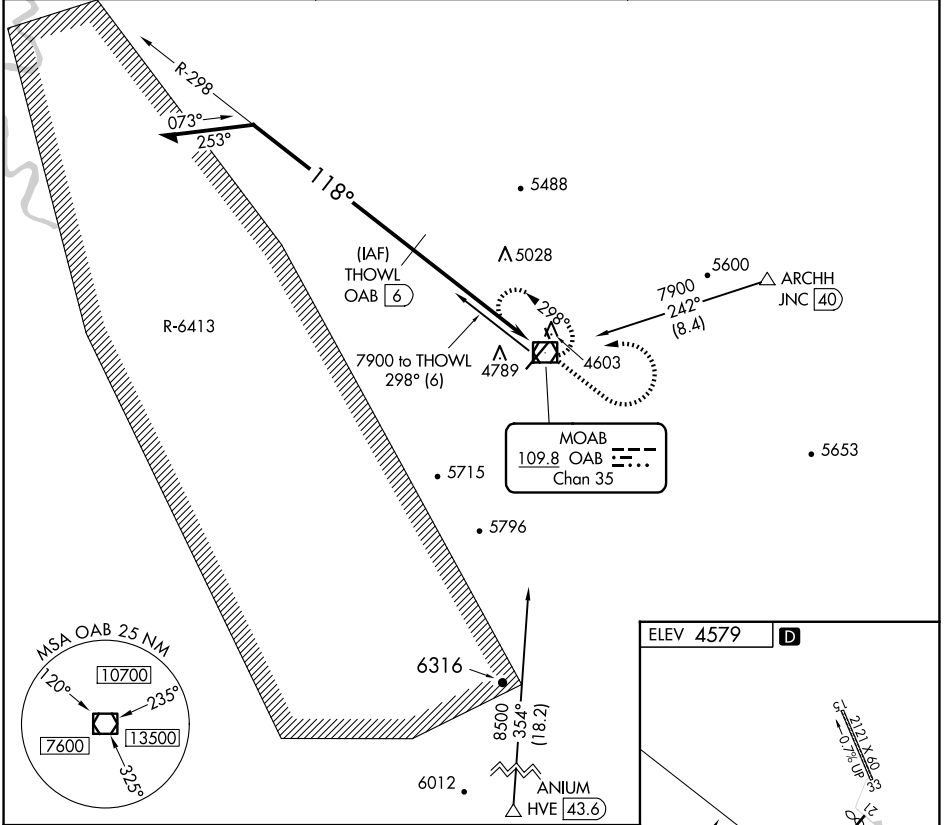 R-298
073°
253°
118°
5488
(IAF)
THOWL
OAB 6
5028
5600
ARCHH
JNC 40
7900
242°
(8.4)
R-6413
298°
7900 to THOWL
298° (6)
4789
4603
MOAB
109.8 OAB
Chan 35
5653
5715
5796
MSA OAB 25 NM
120°
10700
235°
7600
13500
325°
6316
8500
354°
(18.2)
6012
ANIUM
HVE 43.6
ELEV 4579 D
2121 X 60
0.7% UP
33
21